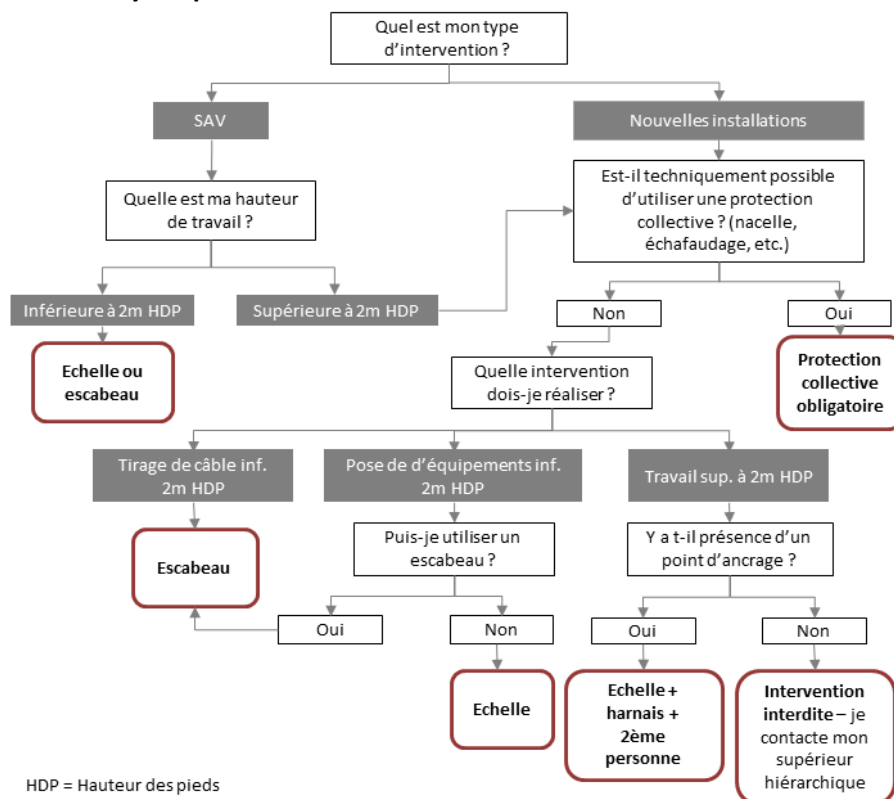 Quel est mon type
d'intervention ?
SAV
Nouvelles installations
Quelle est ma hauteur
de travail ?
Est-il techniquement possible
d'utiliser une protection
collective ? (nacelle,
échafaudage, etc.)
Inférieure à 2m HDP
Supérieure à 2m HDP
Non
Oui
Echelle ou
escabeau
Quelle intervention
dois-je réaliser ?
Protection
collective
obligatoire
Tirage de câble inf.
2m HDP
Pose de d'équipements inf.
2m HDP
Travail sup. à 2m HDP
Escabeau
Puis-je utiliser un
escabeau ?
Y a t-il présence d'un
point d'ancrage ?
Oui
Non
Oui
Non
Echelle
Echelle +
harnais +
2ème
personne
Intervention
interdite – je
contacte mon
supérieur
hiérarchique
HDP = Hauteur des pieds